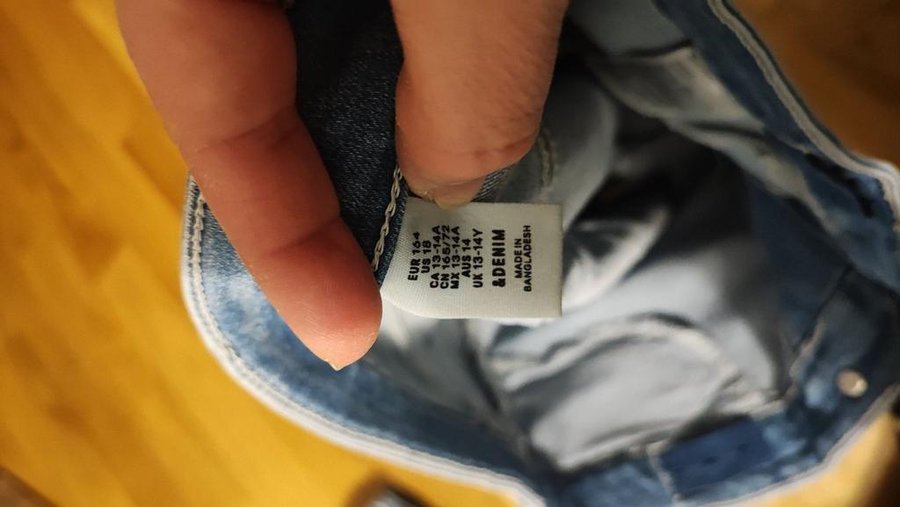 EUR 164
US 18
CA 13-14A
CN 165/72
MX 13-14A
AUS 14
UK 13-14Y
&DENIM
MADE IN
BANGLADESH